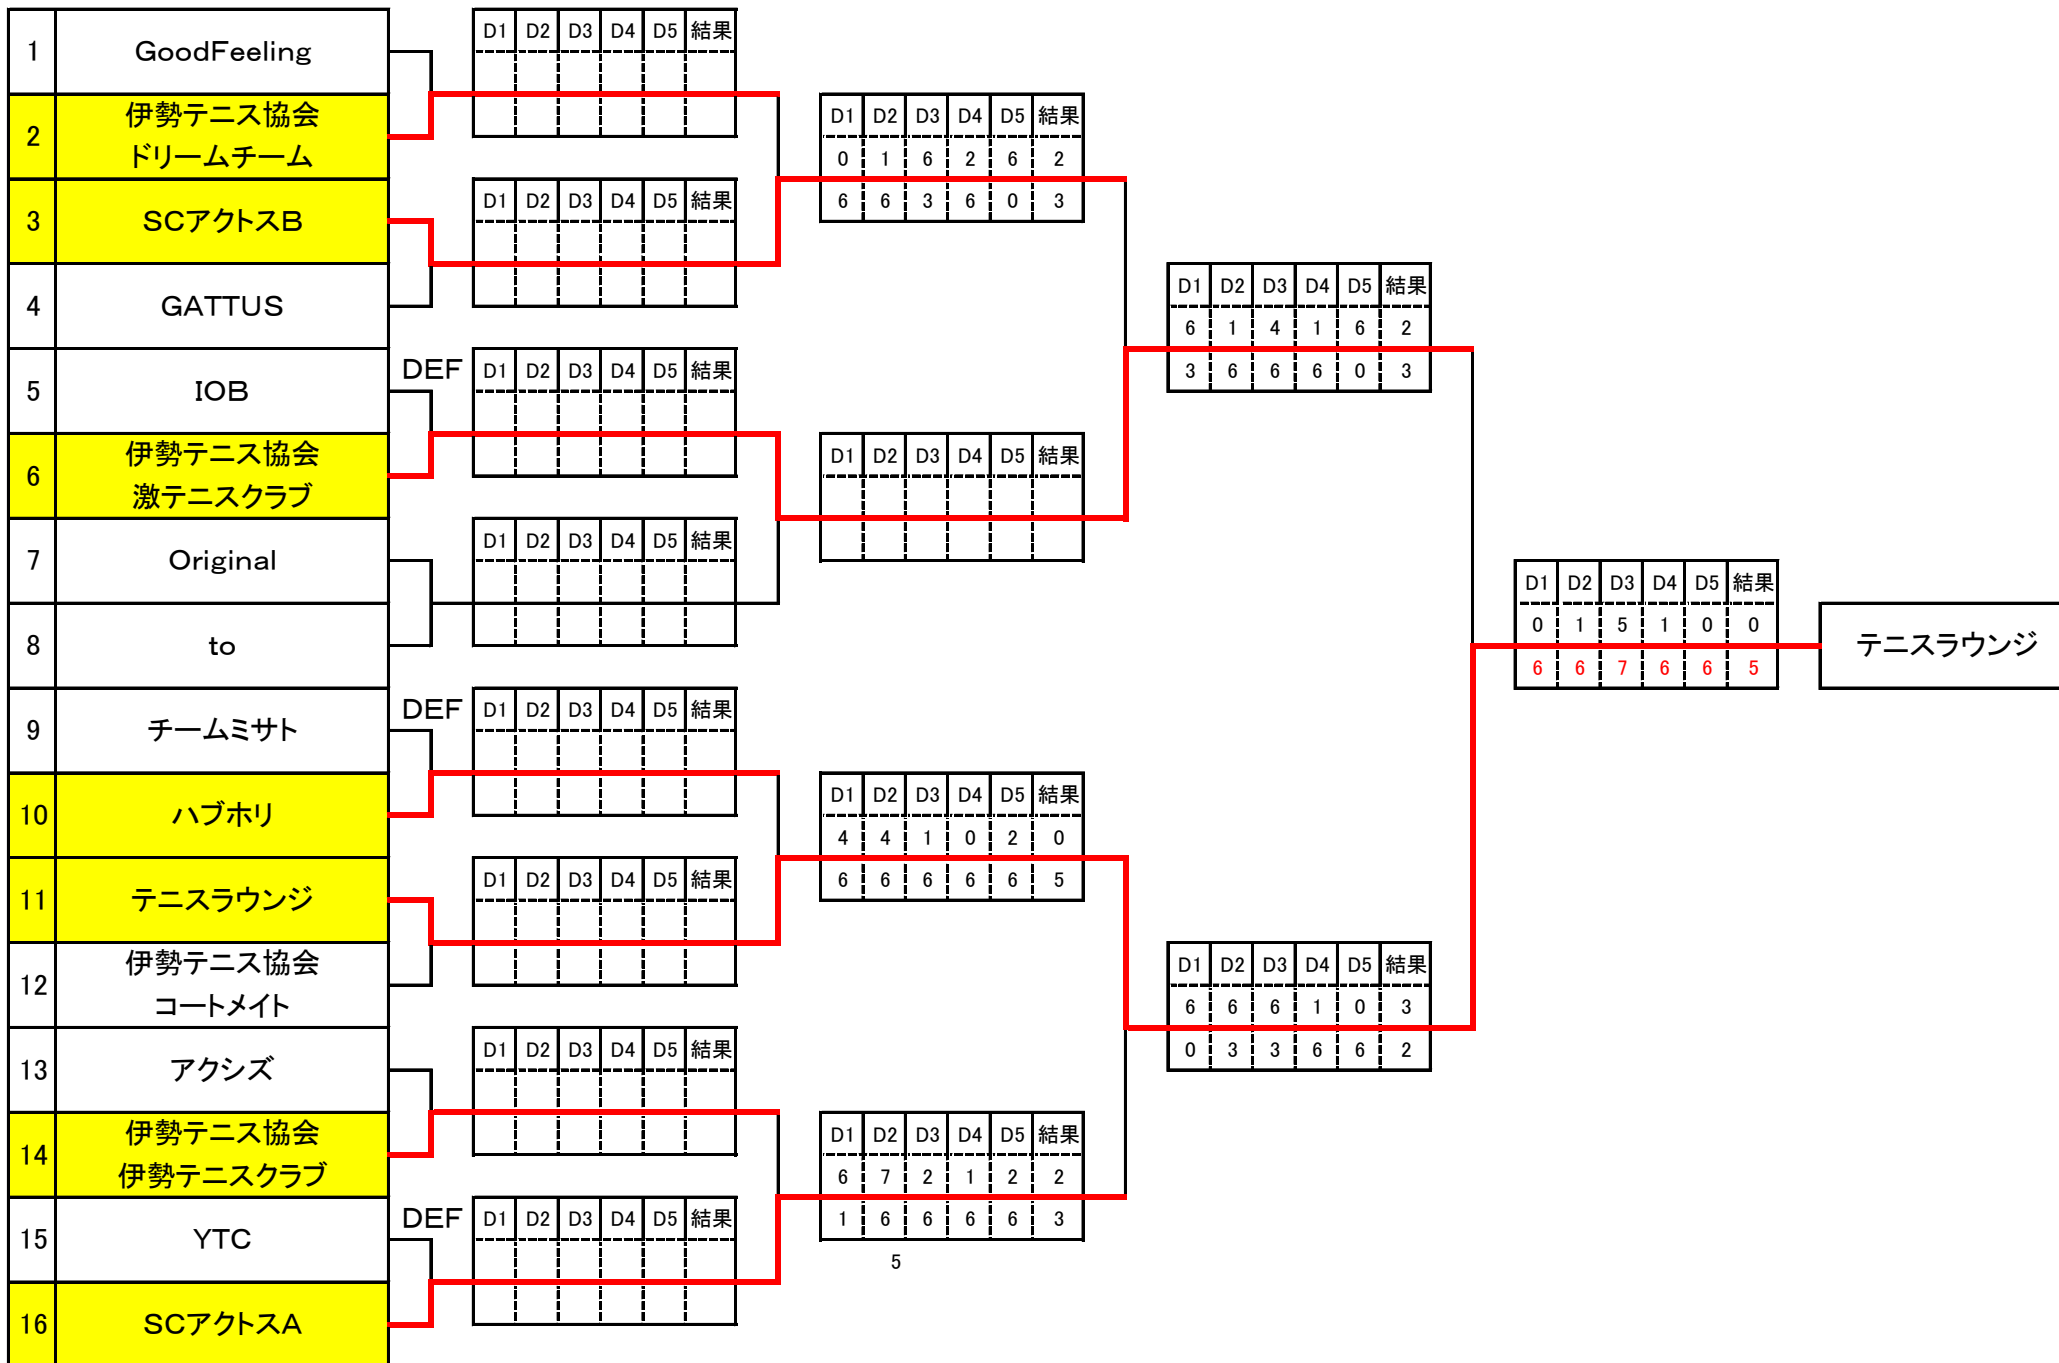 1 GoodFeeling
2 伊勢テニス協会
ドリームチーム
3 SCアクトスB
4 GATTUS
5 IOB
6 伊勢テニス協会
激テニスクラブ
7 Original
8 to
9 チームミサト
10 ハブホリ
11 テニスラウンジ
12 伊勢テニス協会
コートメイト
13 アクシズ
14 伊勢テニス協会
伊勢テニスクラブ
15 YTC
16 SCアクトスA
D1 D2 D3 D4 D5 結果
D1 D2 D3 D4 D5 結果
DEF
D1 D2 D3 D4 D5 結果
D1 D2 D3 D4 D5 結果
DEF
D1 D2 D3 D4 D5 結果
D1 D2 D3 D4 D5 結果
D1 D2 D3 D4 D5 結果
DEF
D1 D2 D3 D4 D5 結果
D1 D2 D3 D4 D5 結果
0 1 6 2 6 2
6 6 3 6 0 3
D1 D2 D3 D4 D5 結果
D1 D2 D3 D4 D5 結果
4 4 1 0 2 0
6 6 6 6 6 5
D1 D2 D3 D4 D5 結果
6 7 2 1 2 2
1 6 6 6 6 3
5
D1 D2 D3 D4 D5 結果
6 1 4 1 6 2
3 6 6 6 0 3
D1 D2 D3 D4 D5 結果
6 6 6 1 0 3
0 3 3 6 6 2
D1 D2 D3 D4 D5 結果
0 1 5 1 0 0
6 6 7 6 6 5
テニスラウンジ